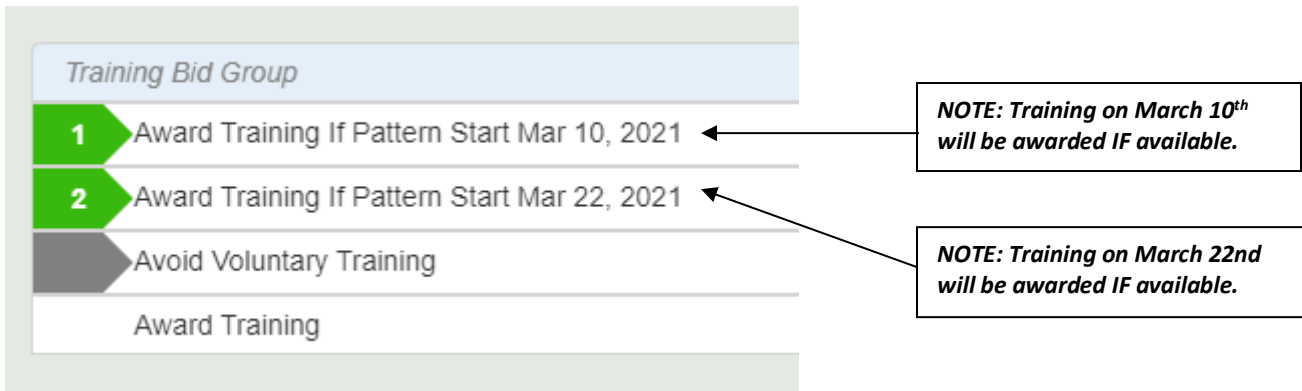 Training Bid Group
1 Award Training If Pattern Start Mar 10, 2021
NOTE: Training on March 10th
will be awarded IF available.
2 Award Training If Pattern Start Mar 22, 2021
Avoid Voluntary Training
NOTE: Training on March 22nd
will be awarded IF available.
Award Training